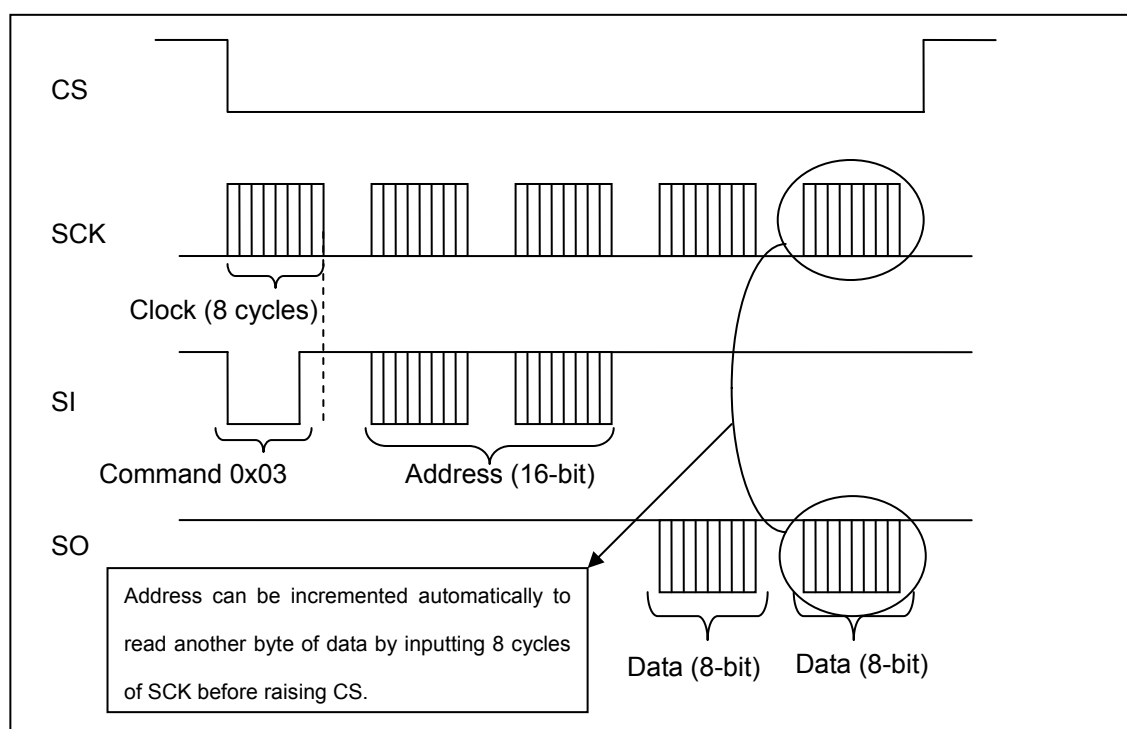 CS
SCK
Clock (8 cycles)
SI
Command 0x03
Address (16-bit)
SO
Address can be incremented automatically to
read another byte of data by inputting 8 cycles
of SCK before raising CS.
Data (8-bit)
Data (8-bit)